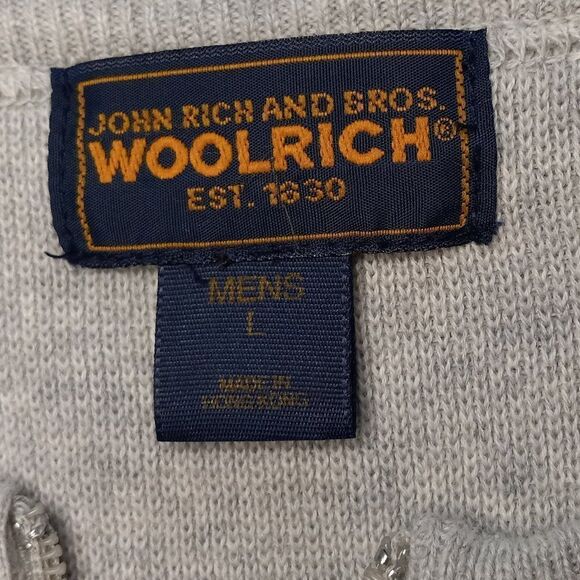 JOHN RICH AND BROS.
WOOLRICH®
EST. 1830
MENS
L
MADE IN
HONG KONG